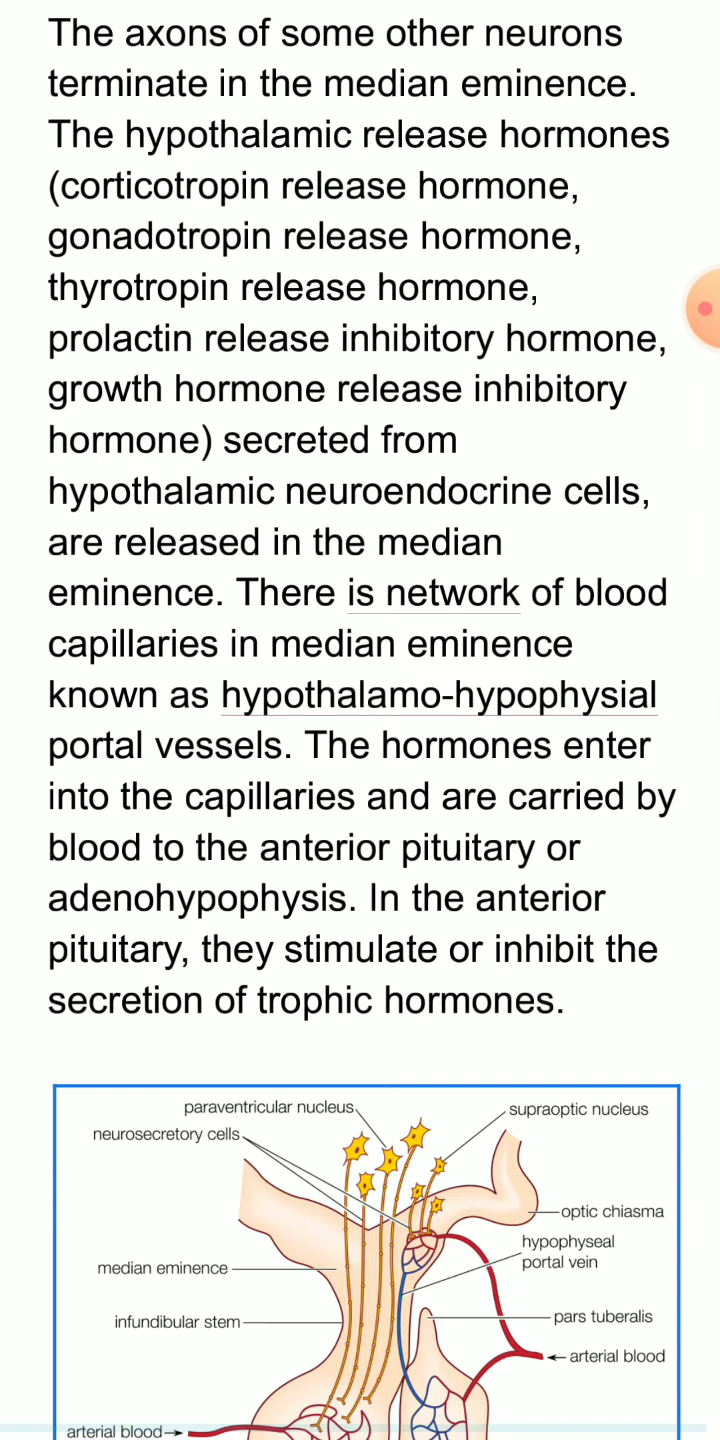 The axons of some other neurons
terminate in the median eminence.
The hypothalamic release hormones
(corticotropin release hormone,
gonadotropin release hormone,
thyrotropin release hormone,
prolactin release inhibitory hormone,
growth hormone release inhibitory
hormone) secreted from
hypothalamic neuroendocrine cells,
are released in the median
eminence. There is network of blood
capillaries in median eminence
known as hypothalamo-hypophysial
portal vessels. The hormones enter
into the capillaries and are carried by
blood to the anterior pituitary or
adenohypophysis. In the anterior
pituitary, they stimulate or inhibit the
secretion of trophic hormones.
paraventricular nucleus
supraoptic nucleus
neurosecretory cells
optic chiasma
hypophyseal
portal vein
median eminence
infundibular stem
pars tuberalis
arterial blood
arterial blood